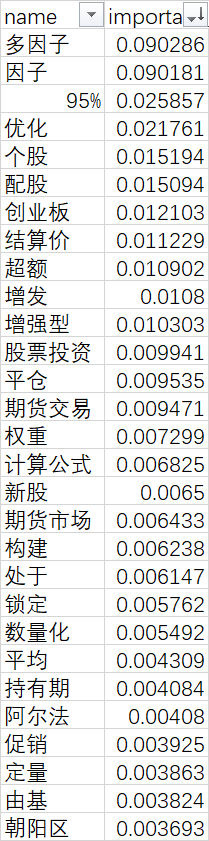 name importa
多因子 0.090286
因子 0.090181
95% 0.025857
优化 0.021761
个股 0.015194
配股 0.015094
创业板 0.012103
结算价 0.011229
超额 0.010902
增发 0.0108
增强型 0.010303
股票投资 0.009941
平仓 0.009535
期货交易 0.009471
权重 0.007299
计算公式 0.006825
新股 0.0065
期货市场 0.006433
构建 0.006238
处于 0.006147
锁定 0.005762
数量化 0.005492
平均 0.004309
持有期 0.004084
阿尔法 0.00408
促销 0.003925
定量 0.003863
由基 0.003824
朝阳区 0.003693